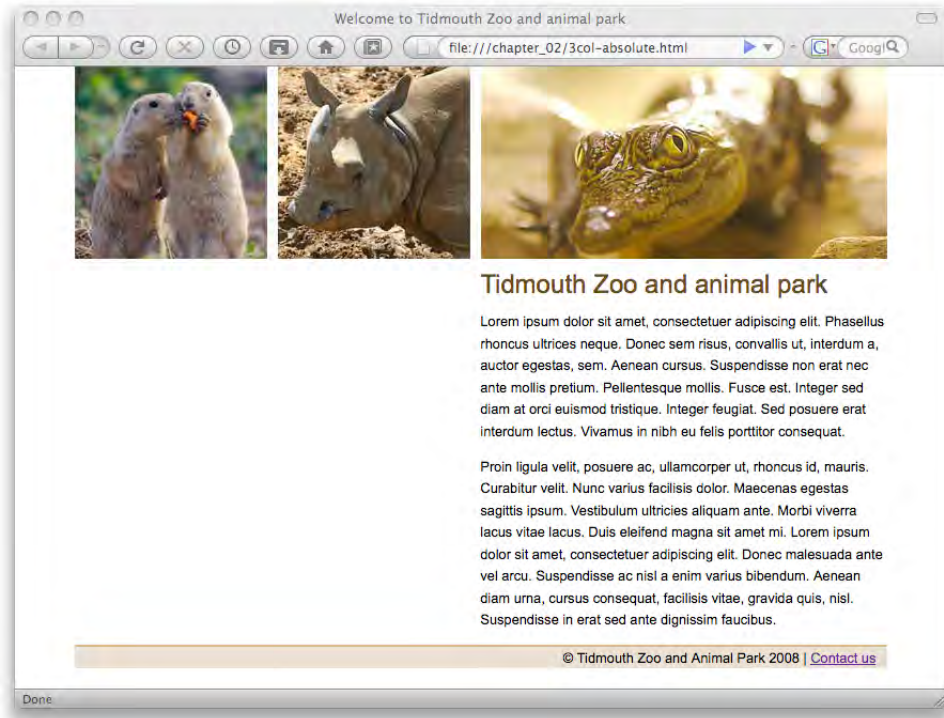 Welcome to Tidmouth Zoo and animal park
file:///chapter_02/3col-absolute.html
G
Googl
Tidmouth Zoo and animal park
Lorem ipsum dolor sit amet, consectetuer adipiscing elit. Phasellus
rhoncus ultrices neque. Donec sem risus, convallis ut, interdum a,
auctor egestas, sem. Aenean cursus. Suspendisse non erat nec
ante mollis pretium. Pellentesque mollis. Fusce est. Integer sed
diam at orci euismod tristique. Integer feugiat. Sed posuere erat
interdum lectus. Vivamus in nibh eu felis porttitor consequat.
Proin ligula velit, posuere ac, ullamcorper ut, rhoncus id, mauris.
Curabitur velit. Nunc varius facilisis dolor. Maecenas egestas
sagittis ipsum. Vestibulum ultricies aliquam ante. Morbi viverra
lacus vitae lacus. Duis eleifend magna sit amet mi. Lorem ipsum
dolor sit amet, consectetuer adipiscing elit. Donec malesuada ante
vel arcu. Suspendisse ac nisl a enim varius bibendum. Aenean
diam urna, cursus consequat, facilisis vitae, gravida quis, nisl.
Suspendisse in erat sed ante dignissim faucibus.
© Tidmouth Zoo and Animal Park 2008 | Contact us
Done